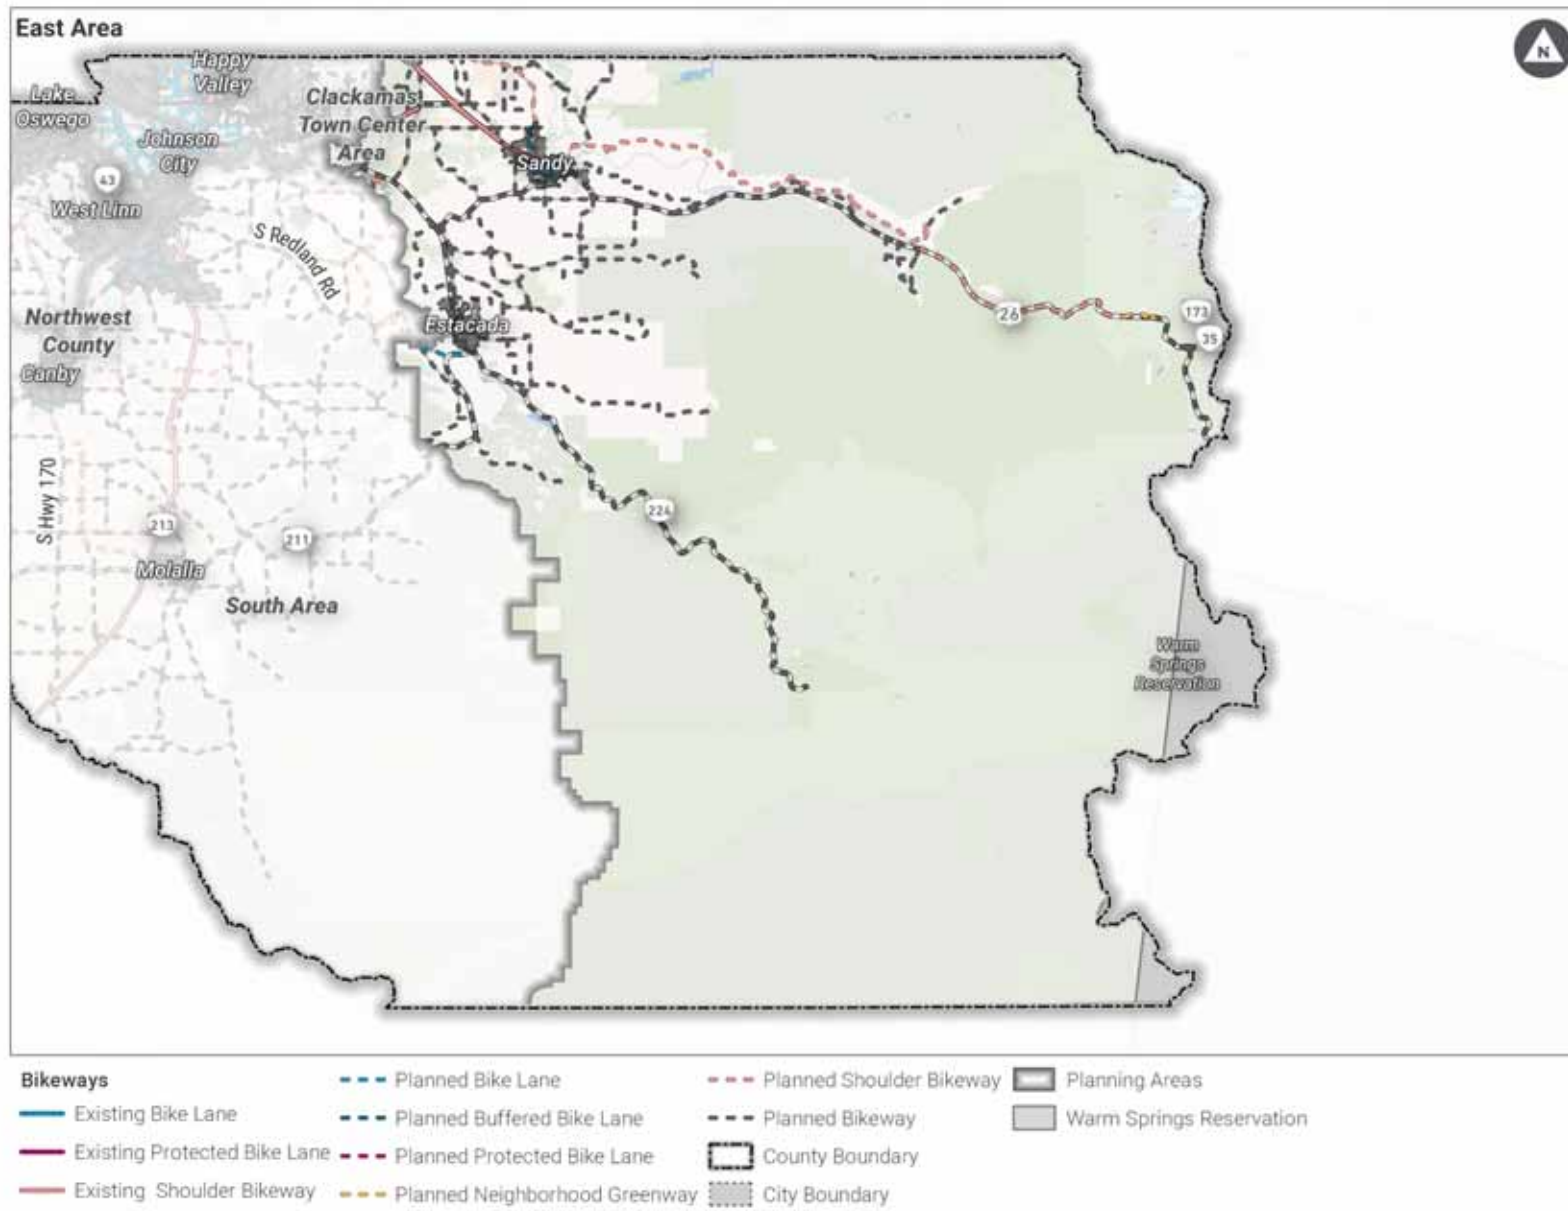 East Area
N
Happy
Valley
Lake
Oswego
Clackamas
Town Center
Area
Johnson
City
Sandy
43
West Linn
S Redland Rd
Northwest
County
Estacada
26
173
35
Canby
S Hwy 170
224
213
211
Molalla
South Area
Warm
Springs
Reservation
Bikeways
Existing Bike Lane
Existing Protected Bike Lane
Existing Shoulder Bikeway
Planned Bike Lane
Planned Buffered Bike Lane
Planned Protected Bike Lane
Planned Neighborhood Greenway
Planned Shoulder Bikeway
Planned Bikeway
County Boundary
City Boundary
Planning Areas
Warm Springs Reservation